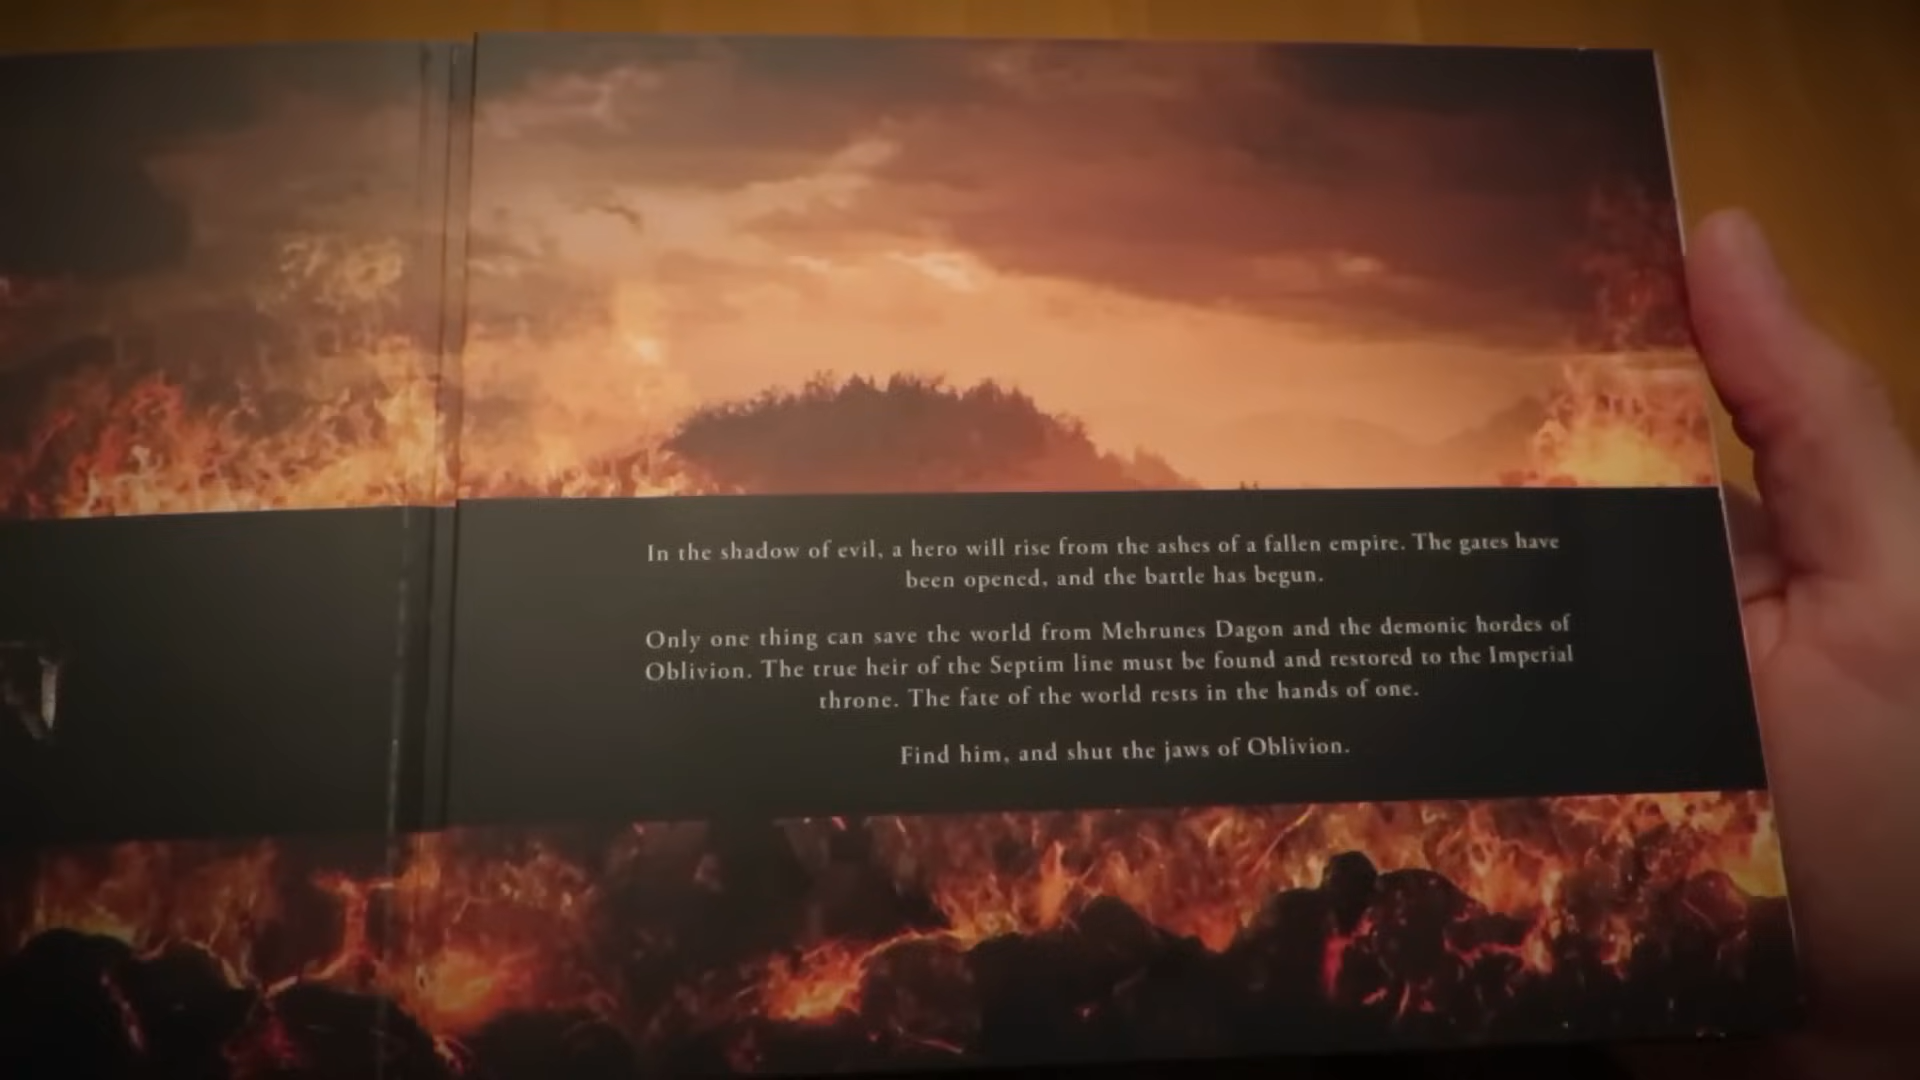 In the shadow of evil, a hero will rise from the ashes of a fallen empire. The gates have
been opened, and the battle has begun.
Only one thing can save the world from Mehrunes Dagon and the demonic hordes of
Oblivion. The true heir of the Septim line must be found and restored to the Imperial
throne. The fate of the world rests in the hands of one.
Find him, and shut the jaws of Oblivion.